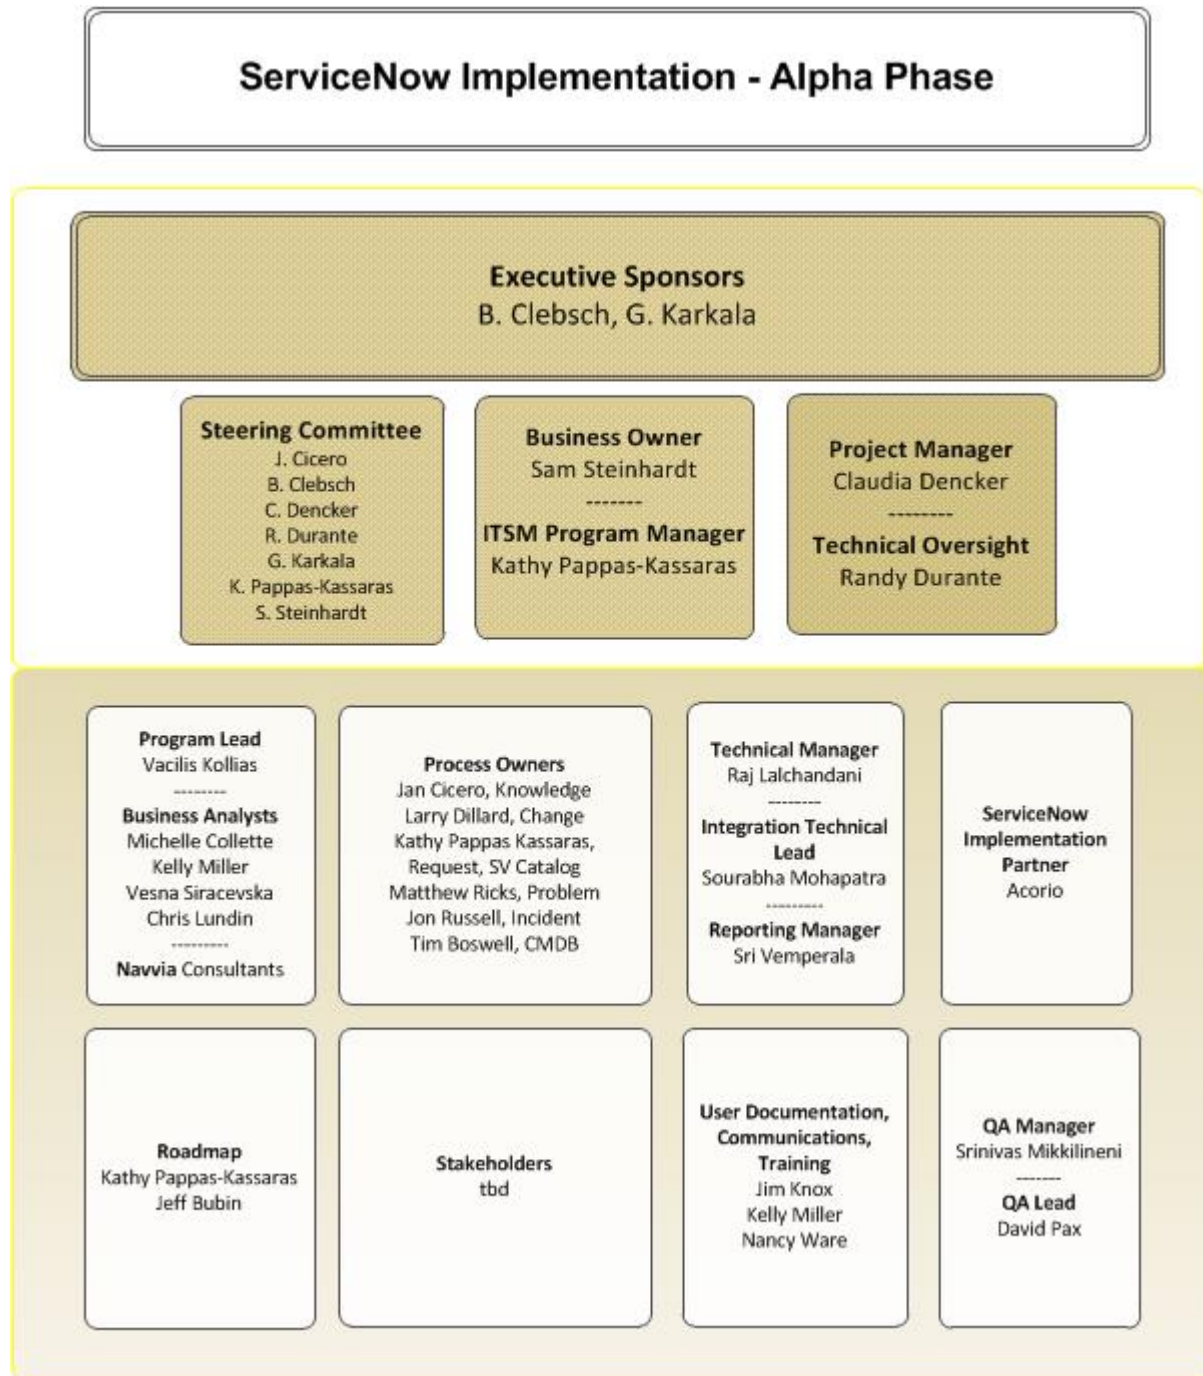 ServiceNow Implementation - Alpha Phase
Executive Sponsors
B. Clebsch, G. Karkala
Steering Committee
J. Cicero
B. Clebsch
C. Dencker
R. Durante
G. Karkala
K. Pappas-Kassaras
S. Steinhardt
Business Owner
Sam Steinhardt
-------
ITSM Program Manager
Kathy Pappas-Kassaras
Project Manager
Claudia Dencker
--------
Technical Oversight
Randy Durante
Program Lead
Vacilis Kollias
--------
Business Analysts
Michelle Collette
Kelly Miller
Vesna Siracevska
Chris Lundin
---------
Navvia Consultants
Process Owners
Jan Cicero, Knowledge
Larry Dillard, Change
Kathy Pappas Kassaras,
Request, SV Catalog
Matthew Ricks, Problem
Jon Russell, Incident
Tim Boswell, CMDB
Technical Manager
Raj Lalchandani
--------
Integration Technical
Lead
Sourabha Mohapatra
---------
Reporting Manager
Sri Vemperala
ServiceNow
Implementation
Partner
Acorio
Roadmap
Kathy Pappas-Kassaras
Jeff Bubin
Stakeholders
tbd
User Documentation,
Communications,
Training
Jim Knox
Kelly Miller
Nancy Ware
QA Manager
Srinivas Mikkilineni
-------
QA Lead
David Pax